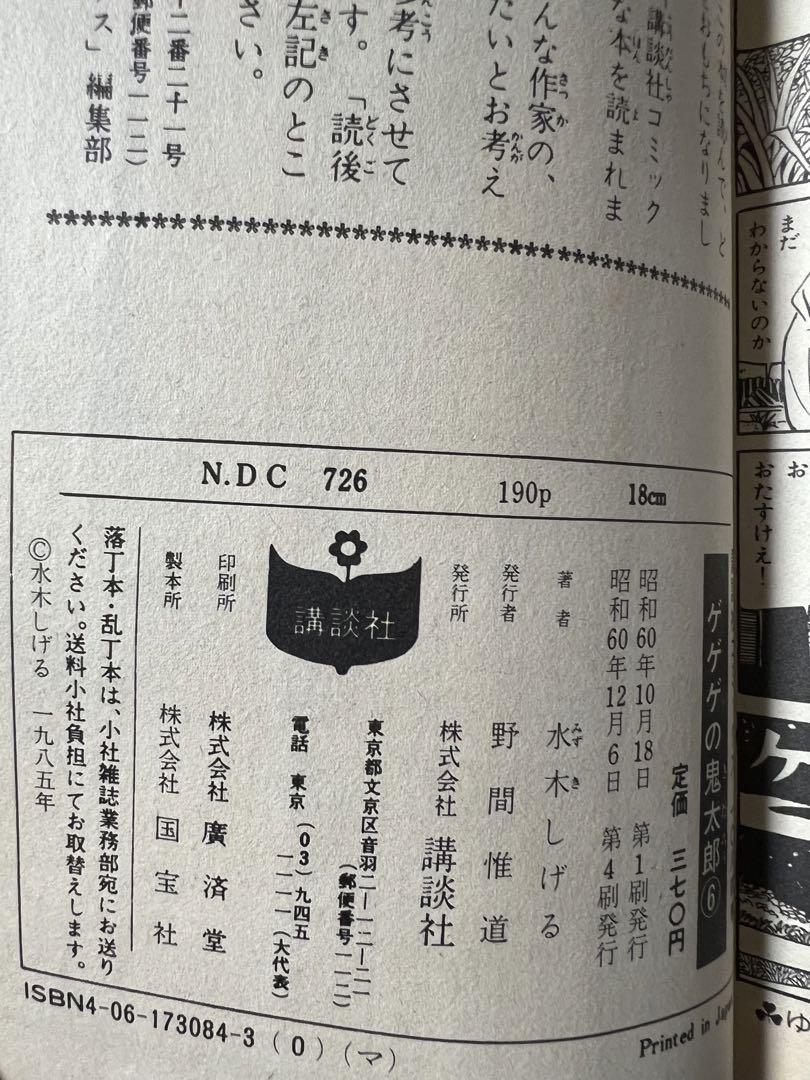 講談社コミック
な本を読まれま
んな作家の、
たいとお考え
考にさせて
す。「読後
左記のとこ
さい。
十二番二十一号
郵便番号一一二)
ス」編集部
****************************************
N.DC 726 190p 18cm
ゲゲゲの鬼太郎⑥
定価 三七〇円
昭和60年10月18日 第1刷発行
昭和60年12月6日 第4刷発行
著者 水木しげる
発行者 野間惟道
発行所 株式会社 講談社
東京都文京区音羽二―一二―二一
(郵便番号一一二)
電話 東京(03)九四五
一一一一(大代表)
講談社
印刷所 株式会社 廣済堂
製本所 株式会社 国宝社
落丁本・乱丁本は、小社雑誌業務部宛にお送り
ください。送料小社負担にてお取替えします。
©水木しげる 一九八五年
ISBN4-06-173084-3 (0) (マ)
Printed in Japan
まだ
わからないのか
お
おたすけえ!
ゲ
♣ゆ